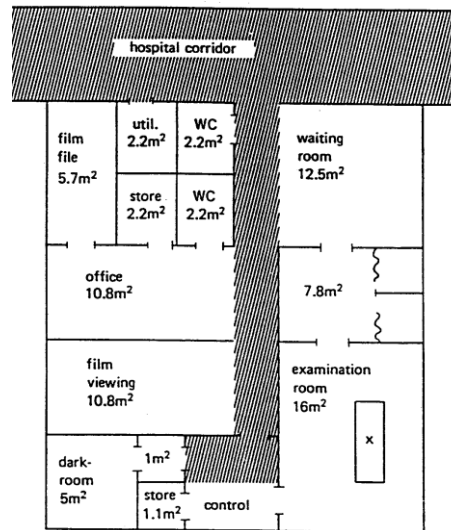 hospital corridor
film
file
5.7m²
util.
2.2m²
WC
2.2m²
waiting
room
12.5m²
store
2.2m²
WC
2.2m²
office
10.8m²
7.8m²
film
viewing
10.8m²
examination
room
16m²
x
dark-
room
5m²
1m²
store
1.1m²
control